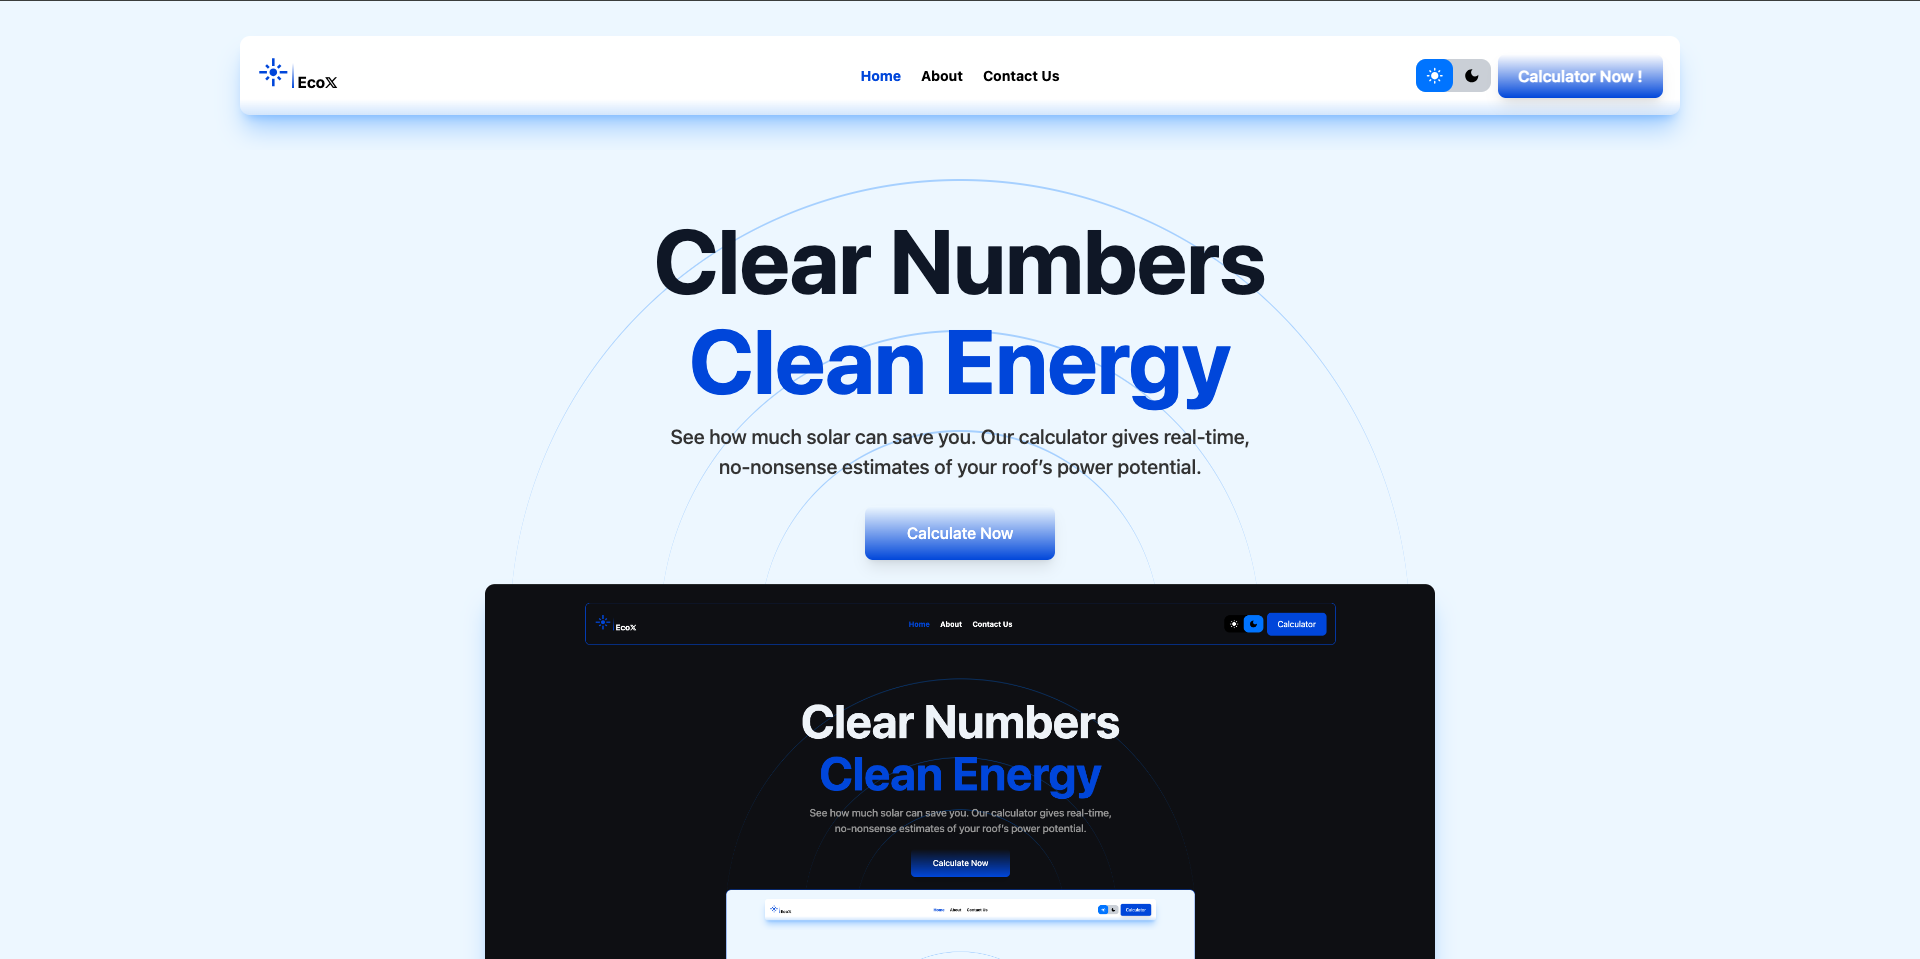 Eco𝕏
Home About Contact Us
Calculator Now !
Clear Numbers
Clean Energy
See how much solar can save you. Our calculator gives real-time,
no-nonsense estimates of your roof’s power potential.
Calculate Now
Eco𝕏
Home About Contact Us
Calculator
Clear Numbers
Clean Energy
See how much solar can save you. Our calculator gives real-time,
no-nonsense estimates of your roof’s power potential.
Calculate Now
Eco𝕏
Home About Contact Us
Calculator